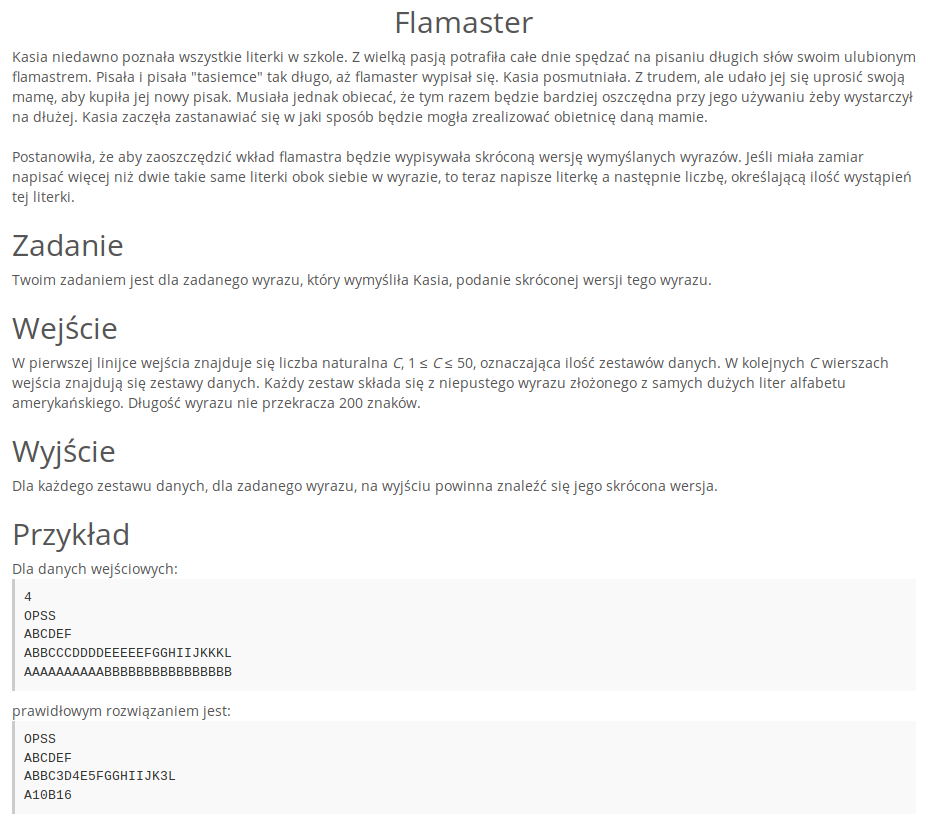 Flamaster
Kasia niedawno poznała wszystkie literki w szkole. Z wielką pasją potrafiła całe dnie spędzać na pisaniu długich słów swoim ulubionym
flamastrem. Pisała i pisała "tasiemce" tak długo, aż flamaster wypisał się. Kasia posmutniała. Z trudem, ale udało jej się uprosić swoją
mamę, aby kupiła jej nowy pisak. Musiała jednak obiecać, że tym razem będzie bardziej oszczędna przy jego używaniu żeby wystarczył
na dłużej. Kasia zaczęła zastanawiać się w jaki sposób będzie mogła zrealizować obietnicę daną mamie.
Postanowiła, że aby zaoszczędzić wkład flamastra będzie wypisywała skróconą wersję wymyślanych wyrazów. Jeśli miała zamiar
napisać więcej niż dwie takie same literki obok siebie w wyrazie, to teraz napisze literkę a następnie liczbę, określającą ilość wystąpień
tej literki.
Zadanie
Twoim zadaniem jest dla zadanego wyrazu, który wymyśliła Kasia, podanie skróconej wersji tego wyrazu.
Wejście
W pierwszej linijce wejścia znajduje się liczba naturalna C, 1 ≤ C ≤ 50, oznaczająca ilość zestawów danych. W kolejnych C wierszach
wejścia znajdują się zestawy danych. Każdy zestaw składa się z niepustego wyrazu złożonego z samych dużych liter alfabetu
amerykańskiego. Długość wyrazu nie przekracza 200 znaków.
Wyjście
Dla każdego zestawu danych, dla zadanego wyrazu, na wyjściu powinna znaleźć się jego skrócona wersja.
Przykład
Dla danych wejściowych:
4
OPSS
ABCDEF
ABBCCCDDDDEEEEEFGGHIIJKKKL
AAAAAAAAAABBBBBBBBBBBBBBBB
prawidłowym rozwiązaniem jest:
OPSS
ABCDEF
ABBC3D4E5FGGHIIJK3L
A10B16